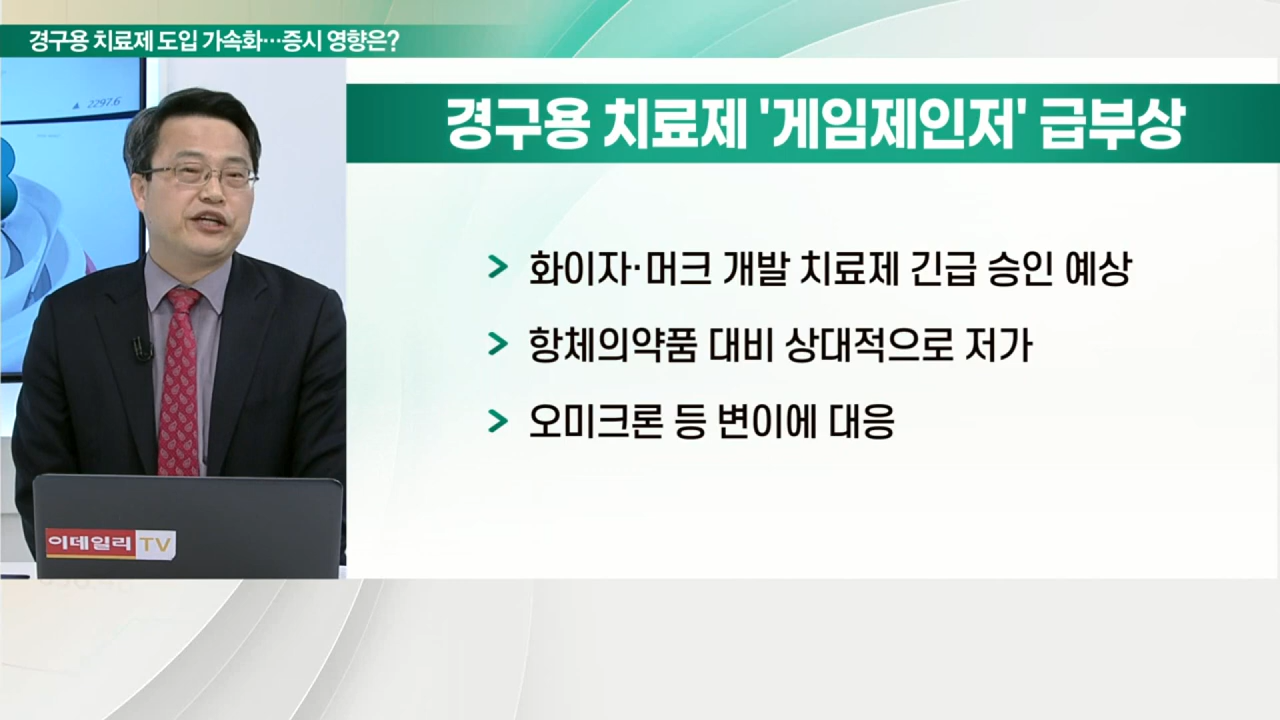 경구용 치료제 도입 가속화…증시 영향은?
▲ 2297.6
경구용 치료제 '게임제인저' 급부상
> 화이자·머크 개발 치료제 긴급 승인 예상
> 항체의약품 대비 상대적으로 저가
> 오미크론 등 변이에 대응
이데일리TV